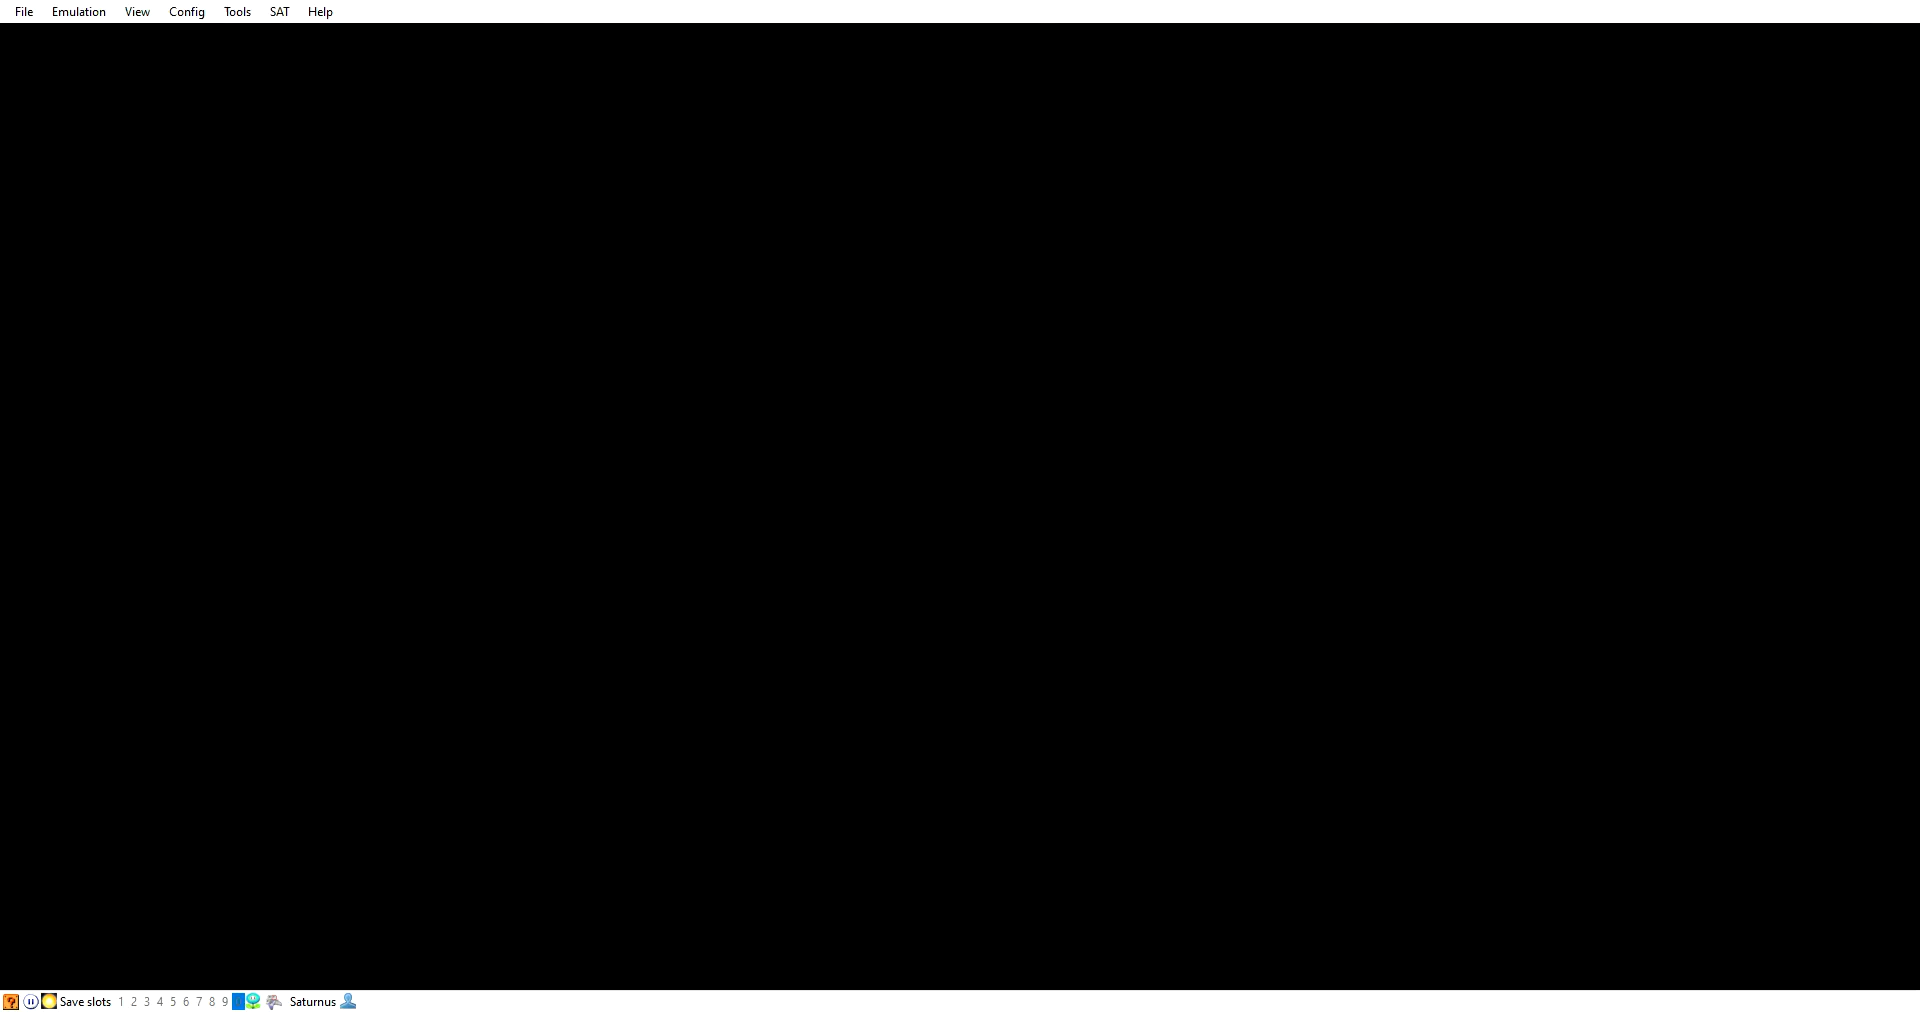 File Emulation View Config Tools SAT Help
Save slots 1 2 3 4 5 6 7 8 9 Saturnus